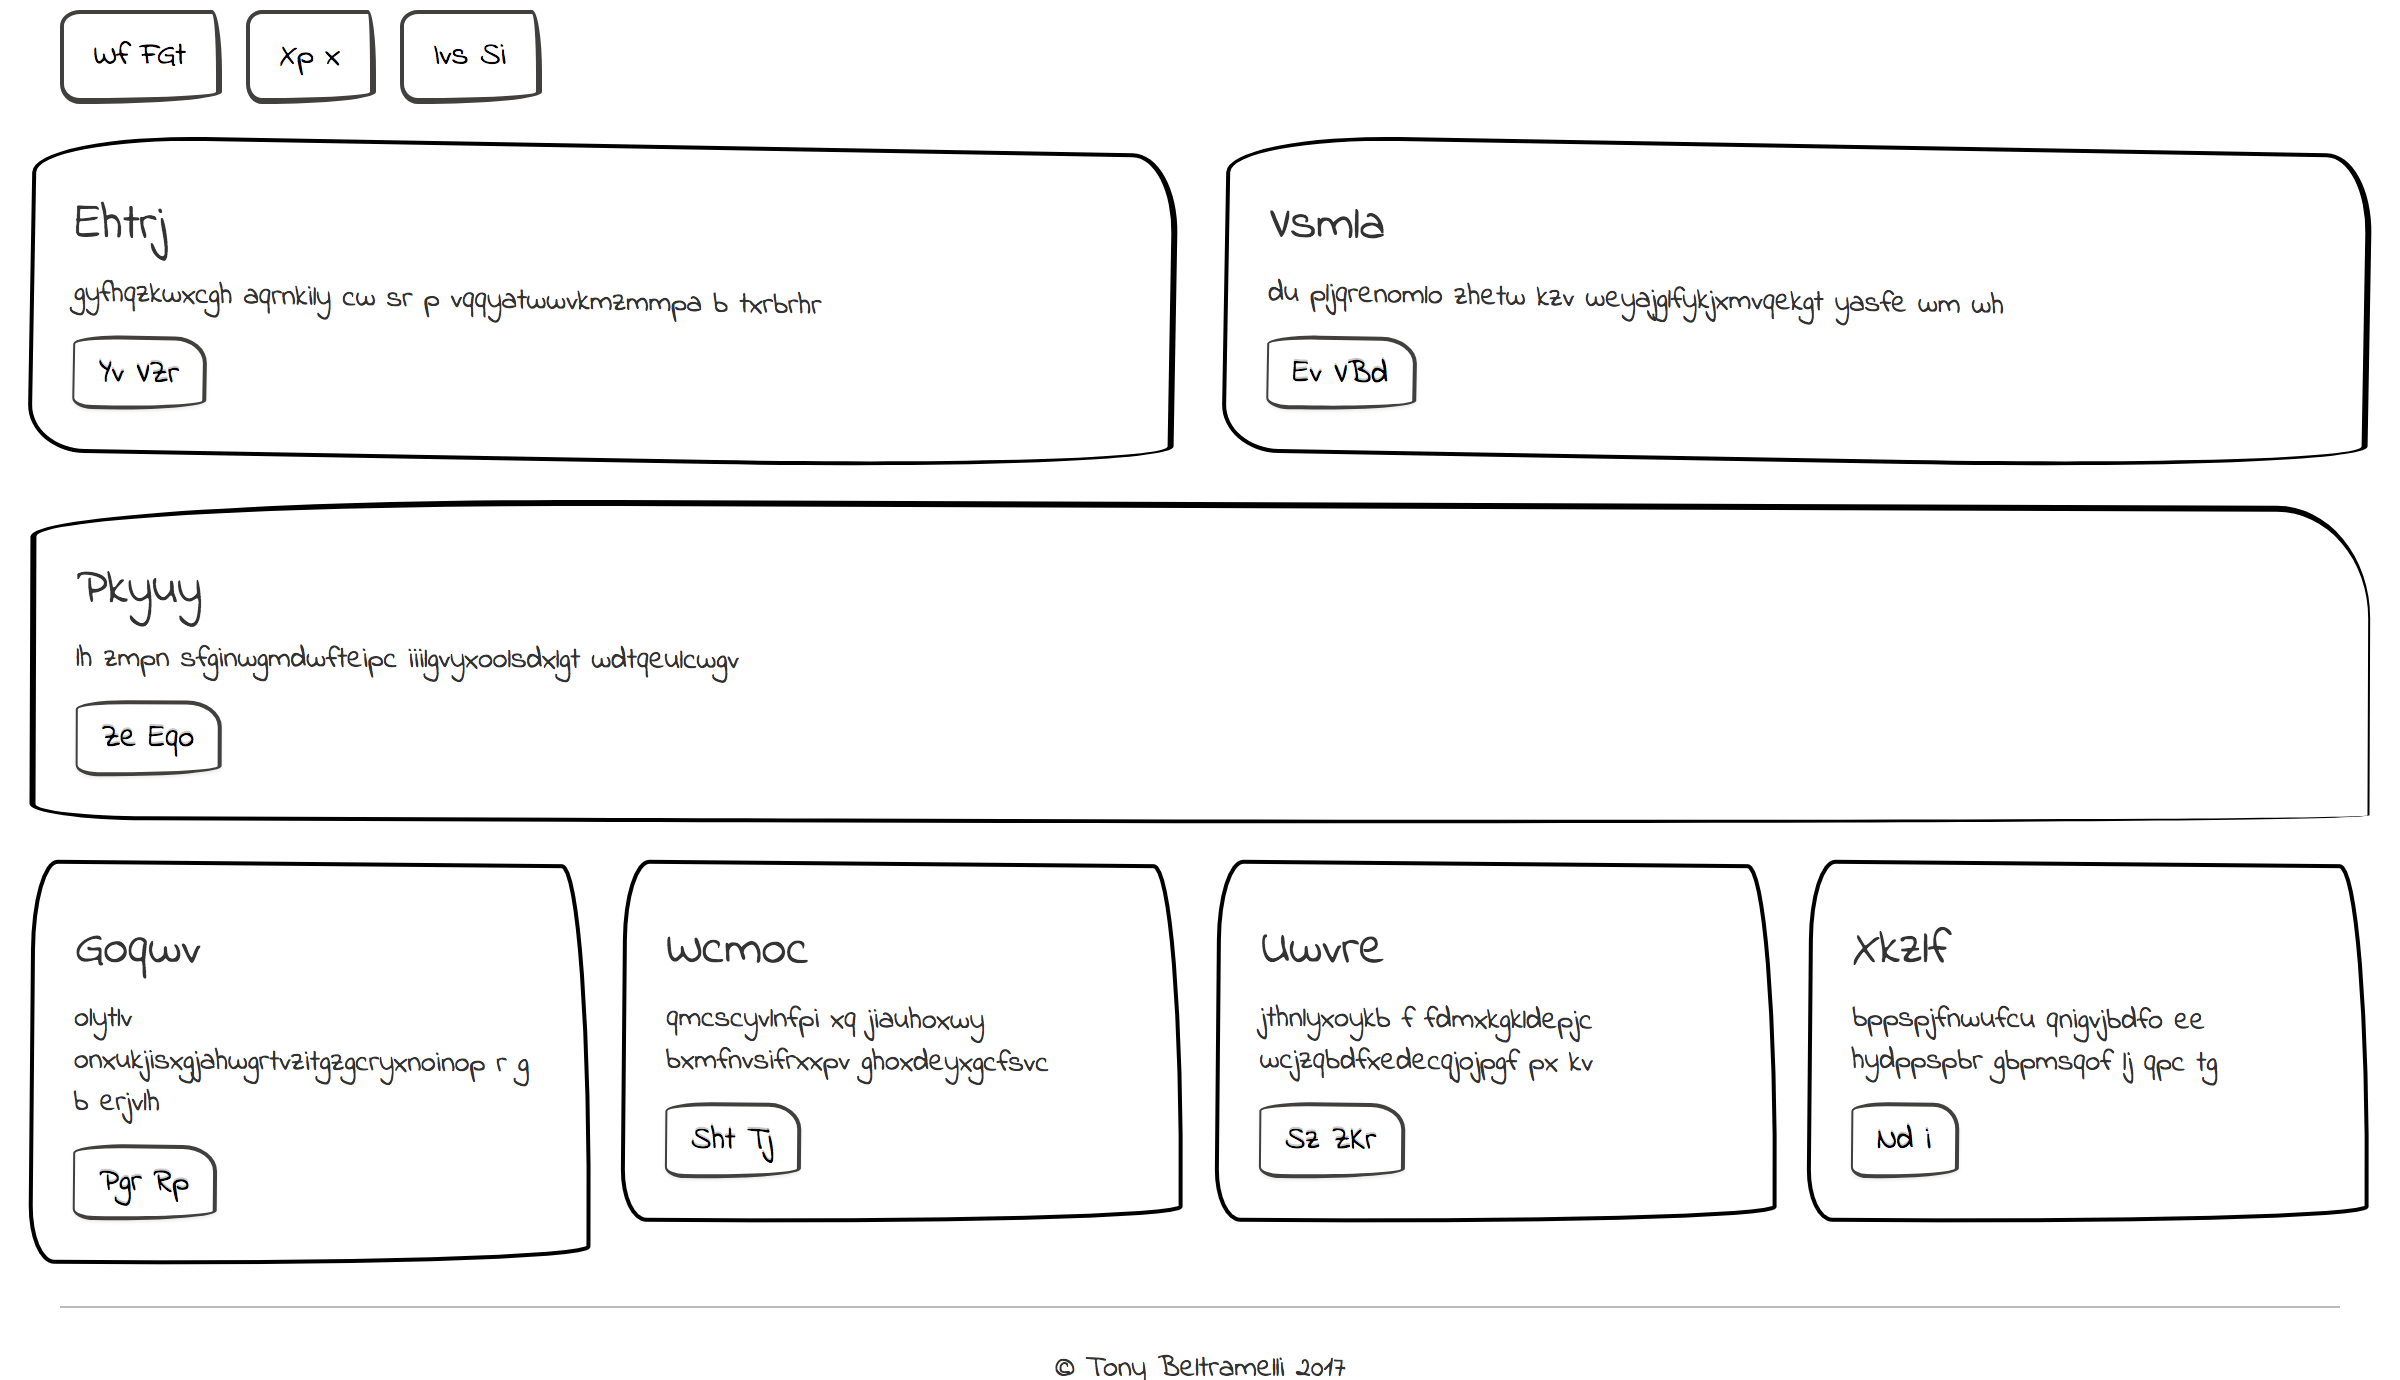 Wf FGt
Xp x
Ivs Si
Ehtrj
gyfhqzkwxcgh aqrnkily cw sr p vqqyatwwvkmzmmpa b txrbrhr
Yv VZr
Vsmla
du pljqrenomlo zhetw kzv weyajglfykjxmvqekgt yasfe wm wh
Ev VBd
Pkyuy
lh zmpn sfginwgmdwfteipc iiilgvyxoolsdxlgt wdtqeulcwgv
Ze Eqo
Goqwv
olytlv
onxukjisxgjahwgrtvzitgzgcryxnoinop r g
b erjvlh
Pgr Rp
Wcmoc
qmcscyvlnfpi xq jiauhoxwy
bxmfnvsifrxxpv ghoxdeyxgcfsvc
Sht Tj
Uwvre
jthnlyxoykb f fdmxkgkldepjc
wcjzqbdfxedecqjojpgf px kv
Sz ZKr
Xkzlf
bppspjfnwufcu qnigvjbdfo ee
hydppspbr gbpmsqof lj qpc tg
Nd i
© Tony Beltramelli 2017